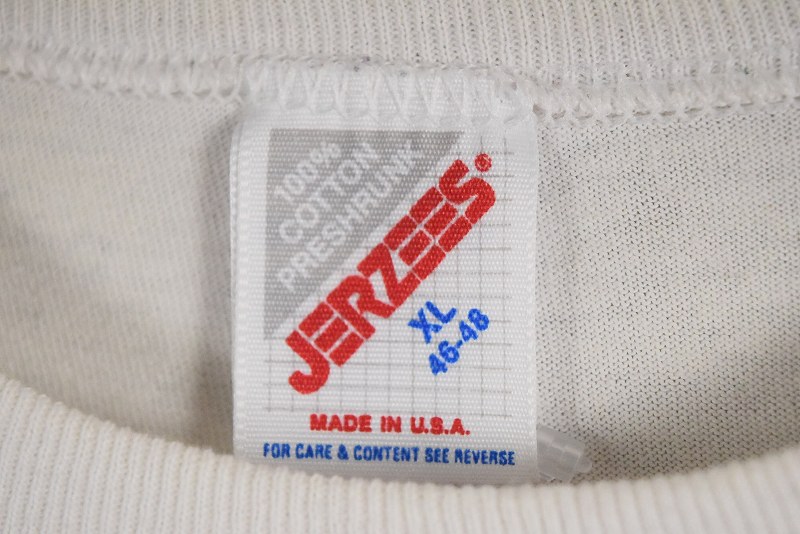 100%
COTTON
PRESHRUNK
JERZEES®
XL
46-48
MADE IN U.S.A.
FOR CARE & CONTENT SEE REVERSE